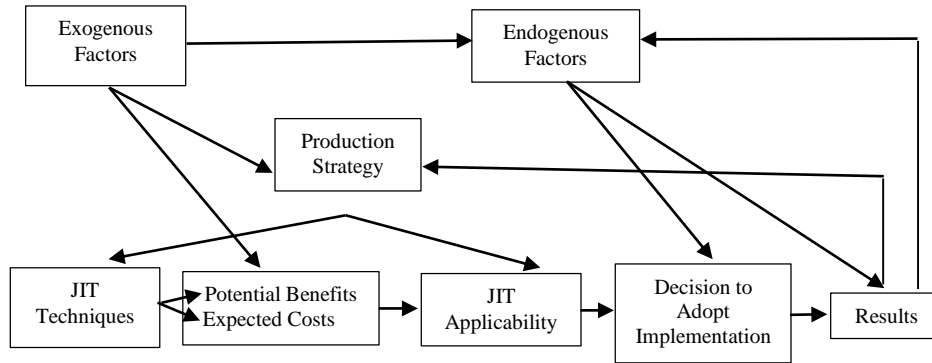 Exogenous
Factors
Endogenous
Factors
Production
Strategy
JIT
Techniques
Potential Benefits
Expected Costs
JIT
Applicability
Decision to
Adopt
Implementation
Results